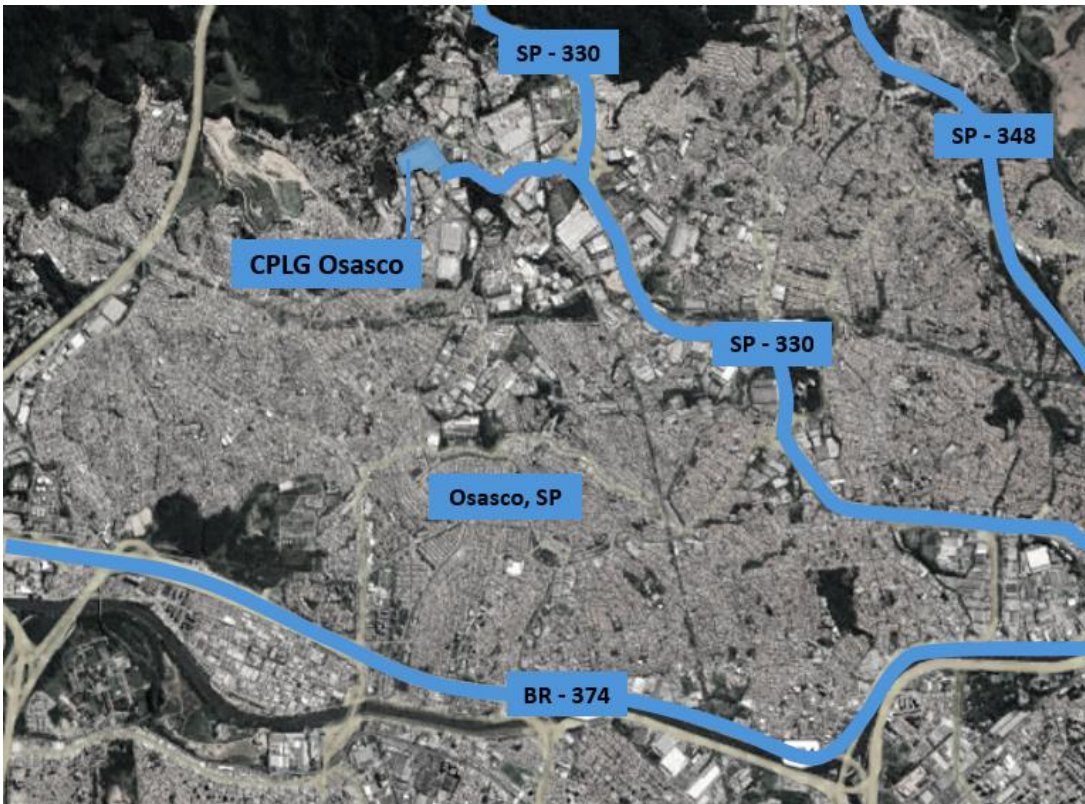 SP - 330
SP - 348
CPLG Osasco
SP - 330
Osasco, SP
BR - 374